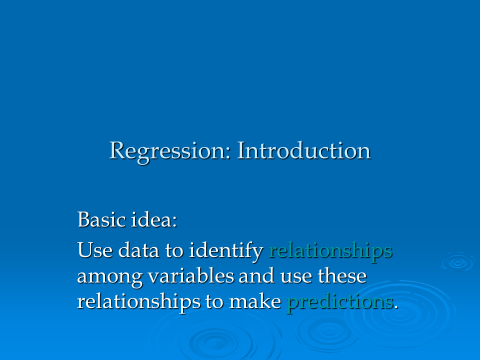 Regression: Introduction
Basic idea:
Use data to identify relationships
among variables and use these
relationships to make predictions.